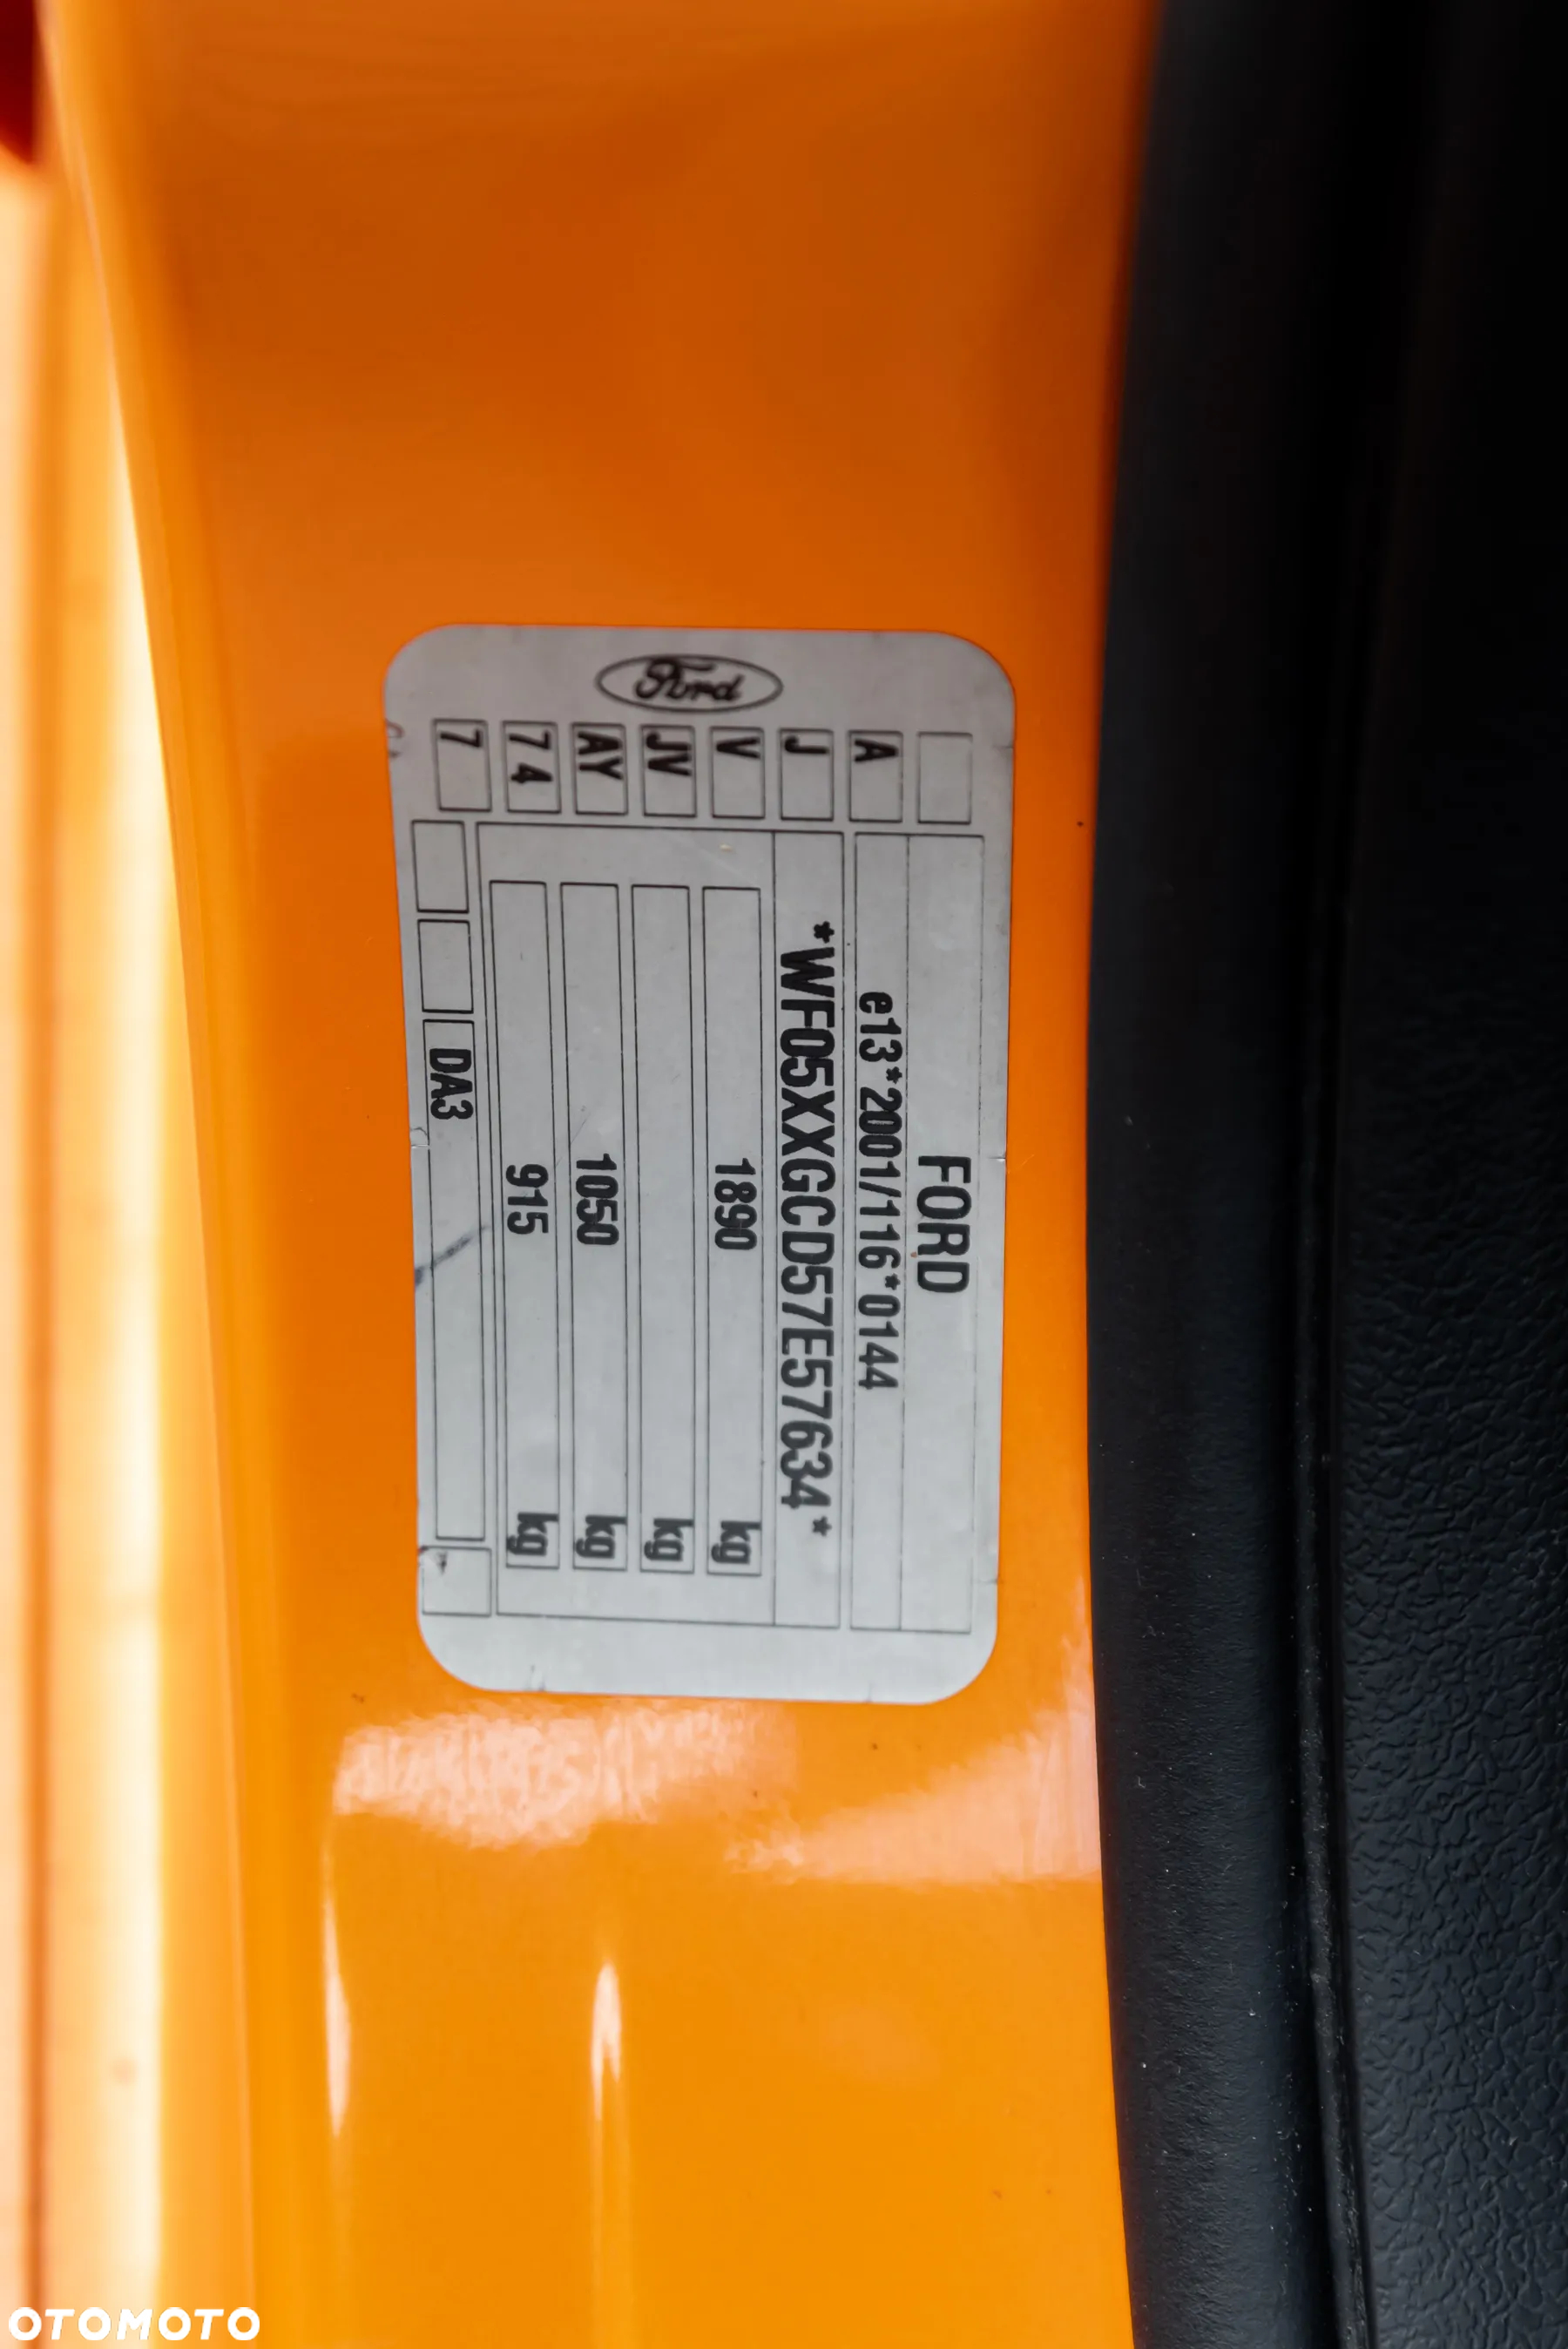 Ford
FORD
A e13*2001/116*0144
J *WF05XXGCD57E57634*
V 1890 kg
JV kg
AY 1050 kg
7 4 915 kg
7 DA3
OTOMOTO